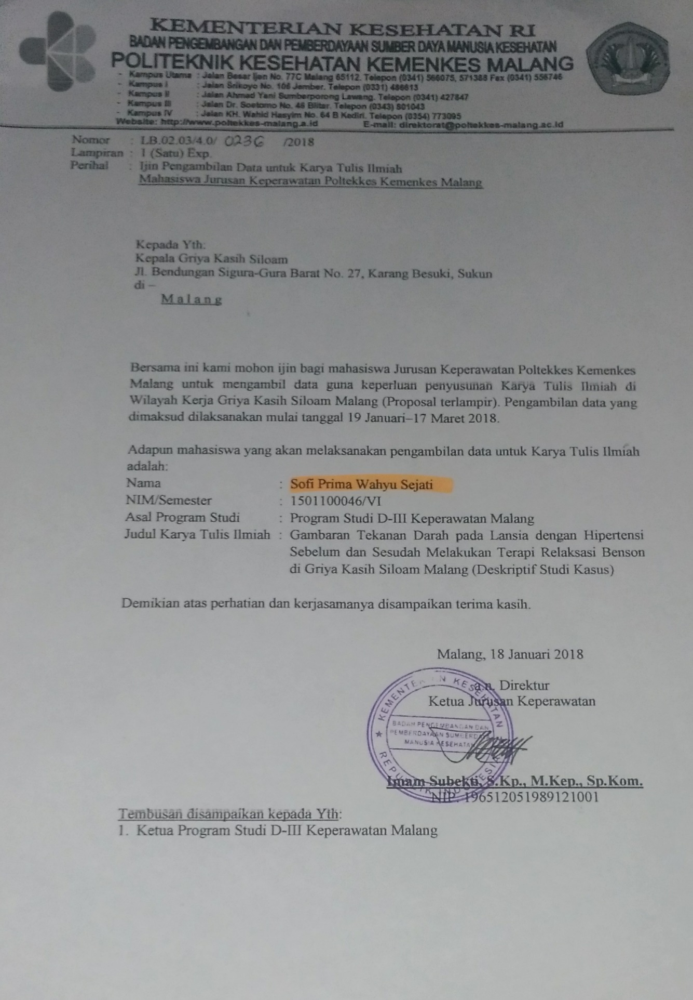 KEMENTERIAN KESEHATAN RI
BADAN PENGEMBANGAN DAN PEMBERDAYAAN SUMBER DAYA MANUSIA KESEHATAN
POLITEKNIK KESEHATAN KEMENKES MALANG
- Kampus Utama : Jalan Besar Ijen No. 77C Malang 65112. Telepon (0341) 566075, 571388 Fax (0341) 556746
- Kampus I : Jalan Srikoyo No. 106 Jember. Telepon (0331) 486613
- Kampus II : Jalan Ahmad Yani Sumberporong Lawang. Telepon (0341) 427847
- Kampus III : Jalan Dr. Soetomo No. 46 Blitar. Telepon (0343) 801043
- Kampus IV : Jalan KH. Wahid Hasyim No. 64 B Kediri. Telepon (0354) 773095
Website: http://www.poltekkes-malang.a.id E-mail: direktorat@poltekkes-malang.ac.id
Nomor : LB.02.03/4.0/ 0236 /2018
Lampiran : 1 (Satu) Exp.
Perihal : Ijin Pengambilan Data untuk Karya Tulis Ilmiah
Mahasiswa Jurusan Keperawatan Poltekkes Kemenkes Malang
Kepada Yth:
Kepala Griya Kasih Siloam
Jl. Bendungan Sigura-Gura Barat No. 27, Karang Besuki, Sukun
di –
Malang
Bersama ini kami mohon ijin bagi mahasiswa Jurusan Keperawatan Poltekkes Kemenkes
Malang untuk mengambil data guna keperluan penyusunan Karya Tulis Ilmiah di
Wilayah Kerja Griya Kasih Siloam Malang (Proposal terlampir). Pengambilan data yang
dimaksud dilaksanakan mulai tanggal 19 Januari–17 Maret 2018.
Adapun mahasiswa yang akan melaksanakan pengambilan data untuk Karya Tulis Ilmiah
adalah:
Nama : Sofi Prima Wahyu Sejati
NIM/Semester : 1501100046/VI
Asal Program Studi : Program Studi D-III Keperawatan Malang
Judul Karya Tulis Ilmiah : Gambaran Tekanan Darah pada Lansia dengan Hipertensi
Sebelum dan Sesudah Melakukan Terapi Relaksasi Benson
di Griya Kasih Siloam Malang (Deskriptif Studi Kasus)
Demikian atas perhatian dan kerjasamanya disampaikan terima kasih.
Malang, 18 Januari 2018
a.n. Direktur
Ketua Jurusan Keperawatan
KEMENTERIAN KESEHATAN
BADAN PENGEMBANGAN DAN
PEMBERDAYAAN SUMBERDAYA
MANUSIA KESEHATAN
REPUBLIK INDONESIA
Imam Subekti, S.Kp., M.Kep., Sp.Kom.
NIP. 196512051989121001
Tembusan disampaikan kepada Yth:
1. Ketua Program Studi D-III Keperawatan Malang